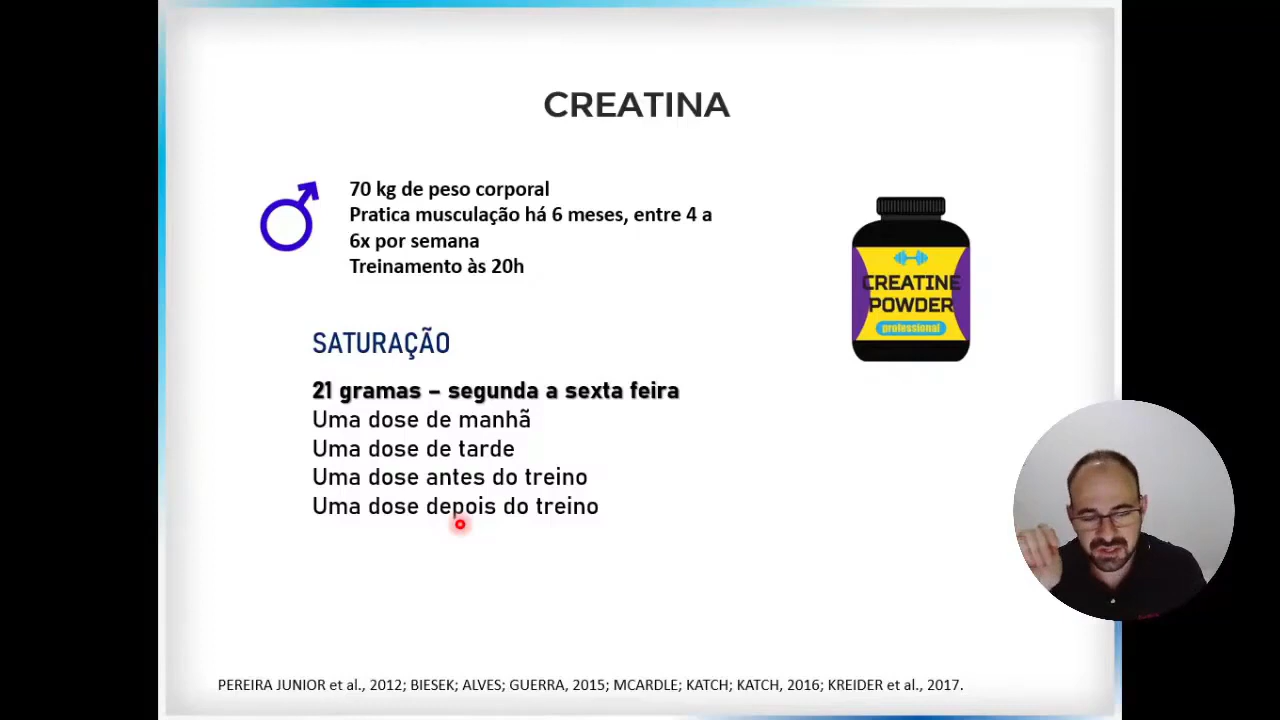 CREATINA
70 kg de peso corporal
Pratica musculação há 6 meses, entre 4 a
6x por semana
Treinamento às 20h
CREATINE
POWDER
professional
SATURAÇÃO
21 gramas – segunda a sexta feira
Uma dose de manhã
Uma dose de tarde
Uma dose antes do treino
Uma dose depois do treino
PEREIRA JUNIOR et al., 2012; BIESEK; ALVES; GUERRA, 2015; MCARDLE; KATCH; KATCH, 2016; KREIDER et al., 2017.